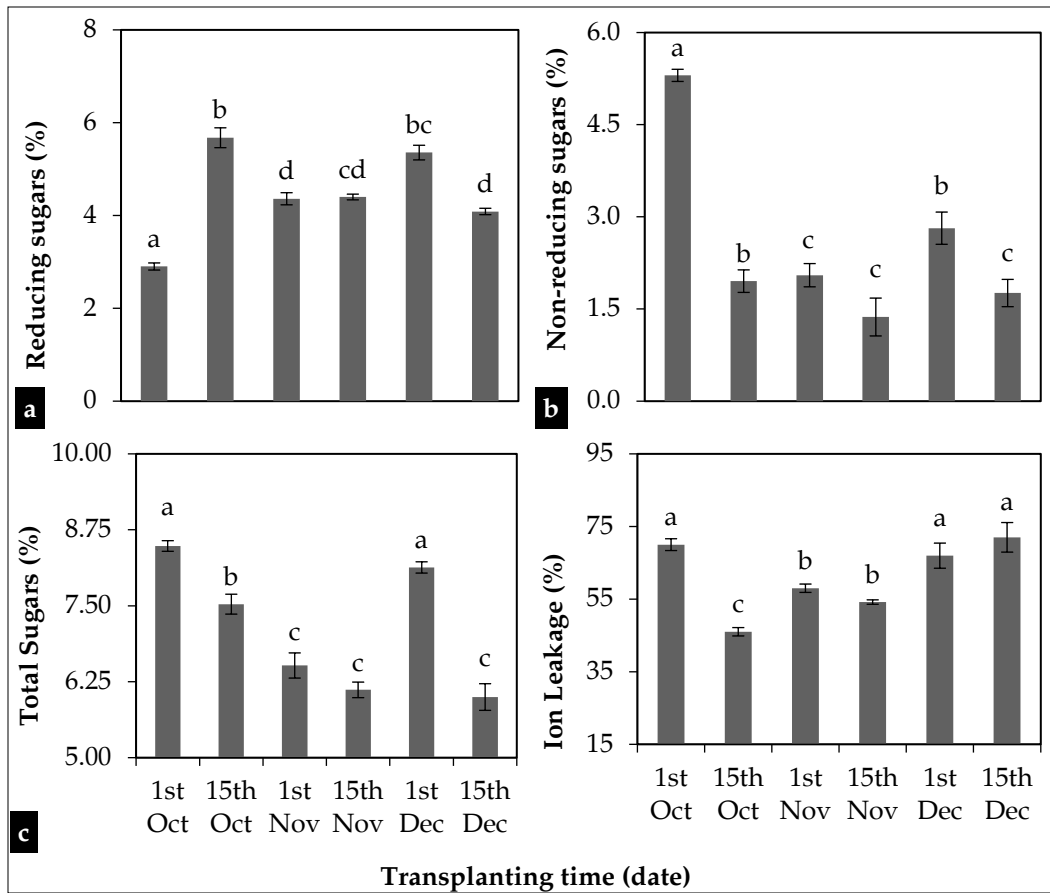 8
6
4
2
0
Reducing sugars (%)
a
b
d
cd
bc
d
a
6.0
4.5
3.0
1.5
0.0
Non-reducing sugars (%)
a
b
c
c
b
c
b
10.00
8.75
7.50
6.25
5.00
Total Sugars (%)
a
b
c
c
a
c
1st 15th 1st 15th 1st 15th
Oct Oct Nov Nov Dec Dec
c
95
75
55
35
15
Ion Leakage (%)
a
c
b
b
a
a
1st 15th 1st 15th 1st 15th
Oct Oct Nov Nov Dec Dec
Transplanting time (date)